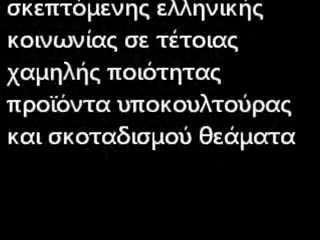 σκεπτόμενης ελληνικής
κοινωνίας σε τέτοιας
χαμηλής ποιότητας
προϊόντα υποκουλτούρας
και σκοταδισμού θεάματα